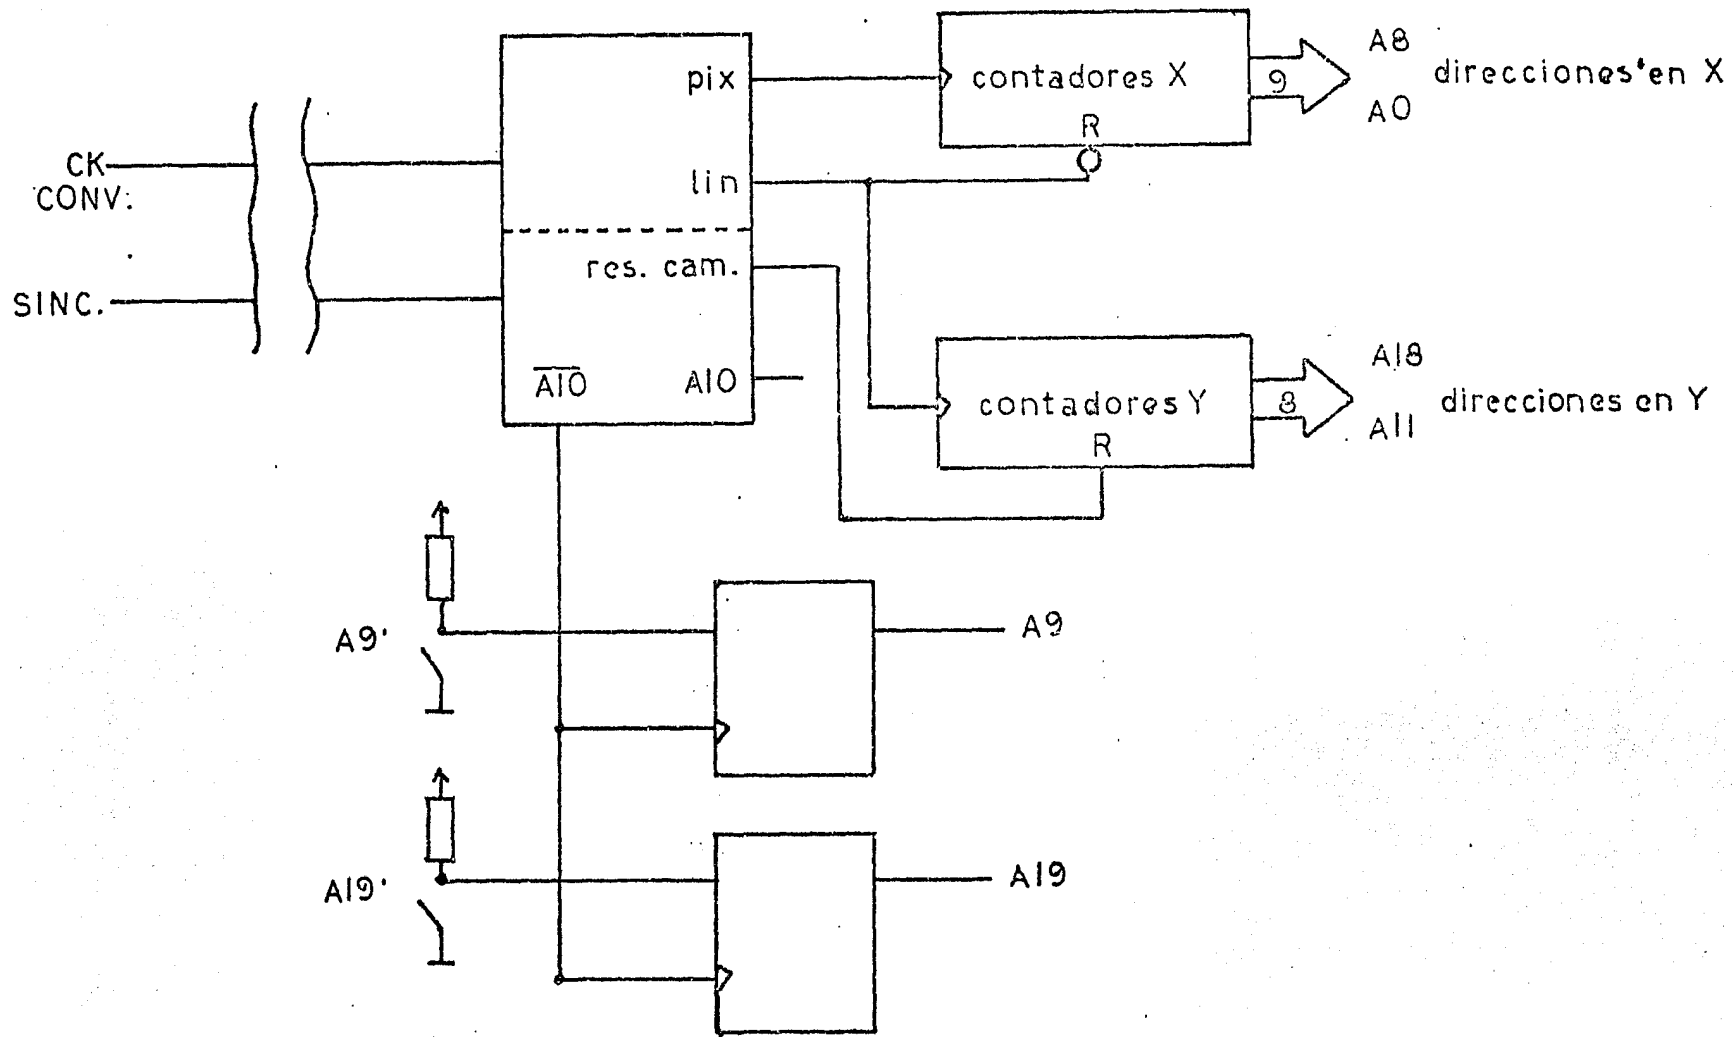 CK
CONV.
SINC.
pix
lin
res. cam.
A10
A10
contadores X
R
9
A8
A0
direcciones en X
contadores Y
R
8
A18
A11
direcciones en Y
A9'
A9
A19'
A19